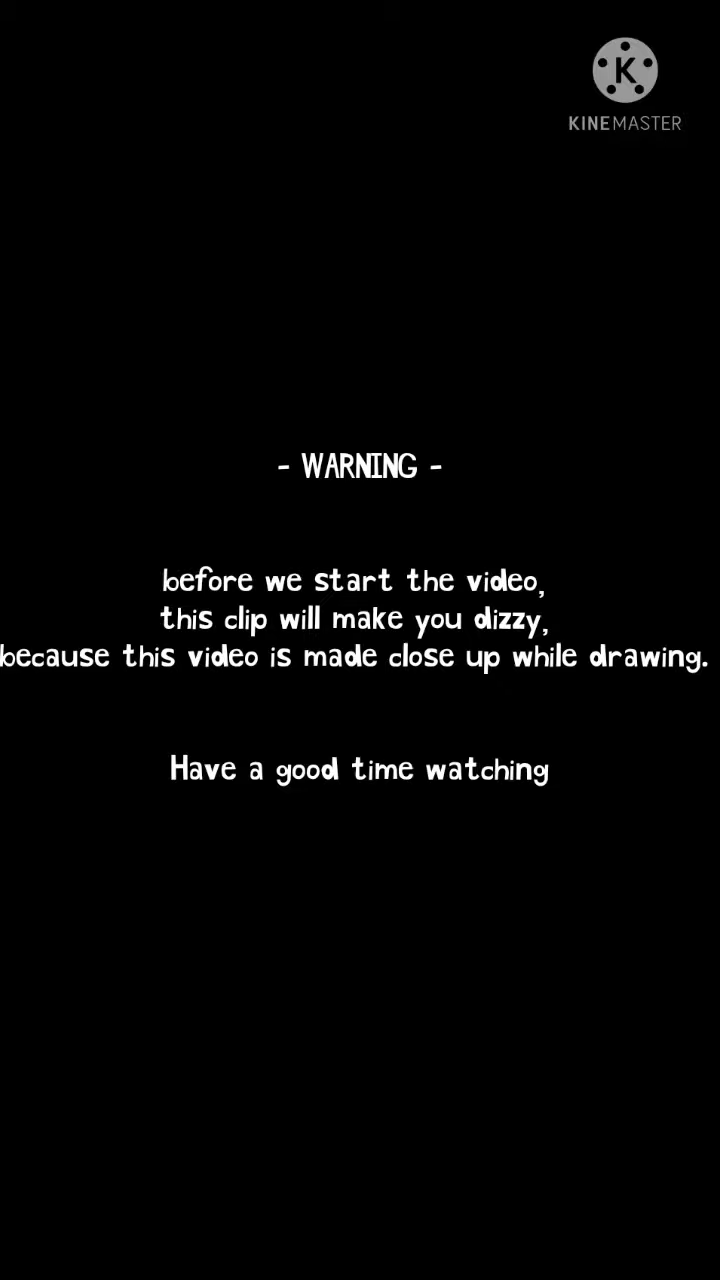 K
KINEMASTER
- WARNING -
before we start the video,
this clip will make you dizzy,
because this video is made close up while drawing.
Have a good time watching